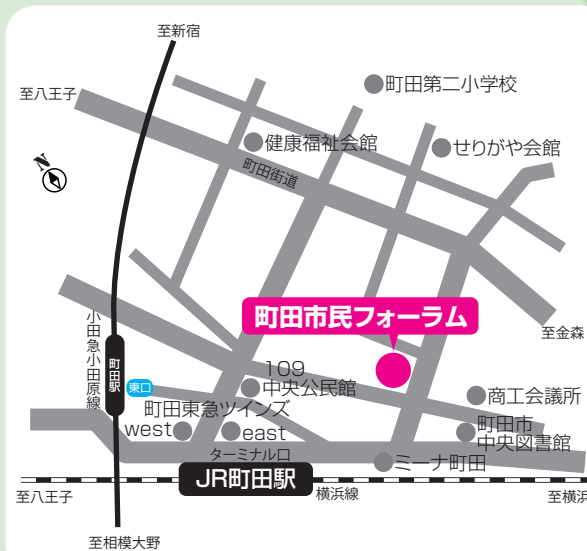 至新宿
町田第二小学校
至八王子
健康福祉会館
せりがや会館
N
町田街道
町田市民フォーラム
小田急小田原線
町田駅
至金森
109
中央公民館
東口
商工会議所
町田東急ツインズ
west
east
町田市
中央図書館
ターミナル口
ミーナ町田
JR町田駅
横浜線
至八王子
至横浜
至相模大野